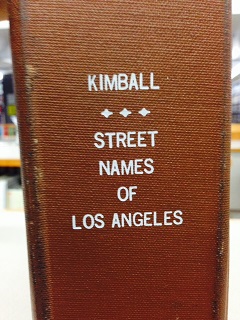 KIMBALL
STREET
NAMES
OF
LOS ANGELES